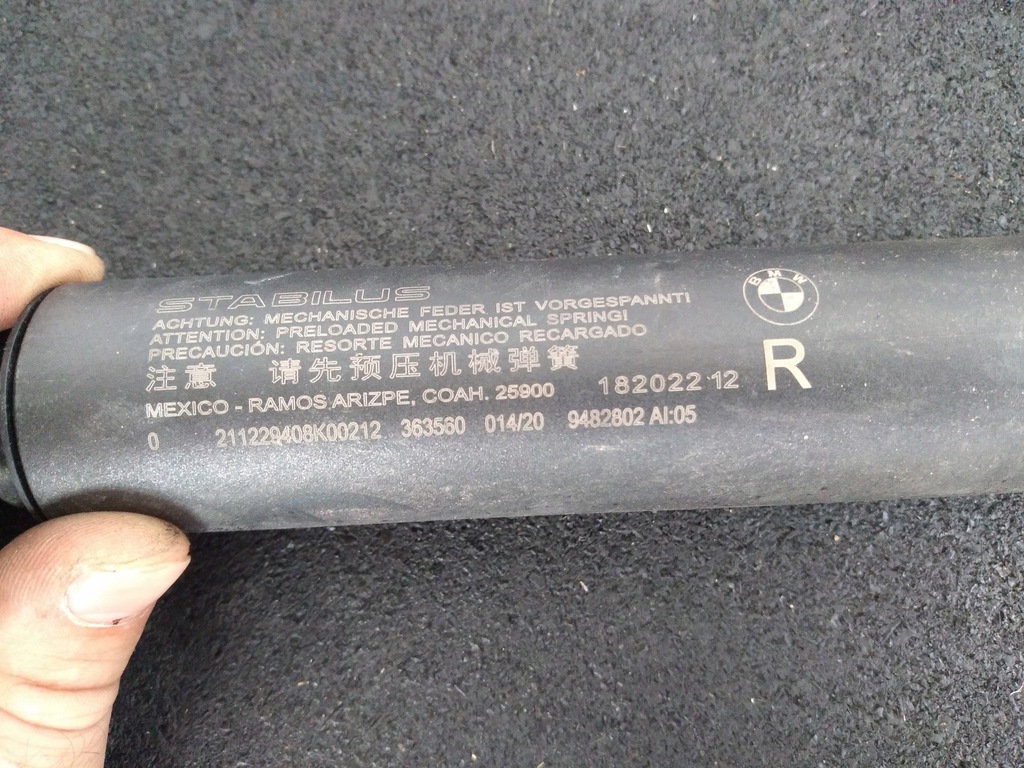 STABILUS
ACHTUNG: MECHANISCHE FEDER IST VORGESPANNT!
ATTENTION: PRELOADED MECHANICAL SPRING!
PRECAUCIÓN: RESORTE MECANICO RECARGADO
注意 请先预压机械弹簧
MEXICO - RAMOS ARIZPE, COAH. 25900 182022 12
0 211229408K00212 363560 014/20 9482802 AI:05
BMW
R